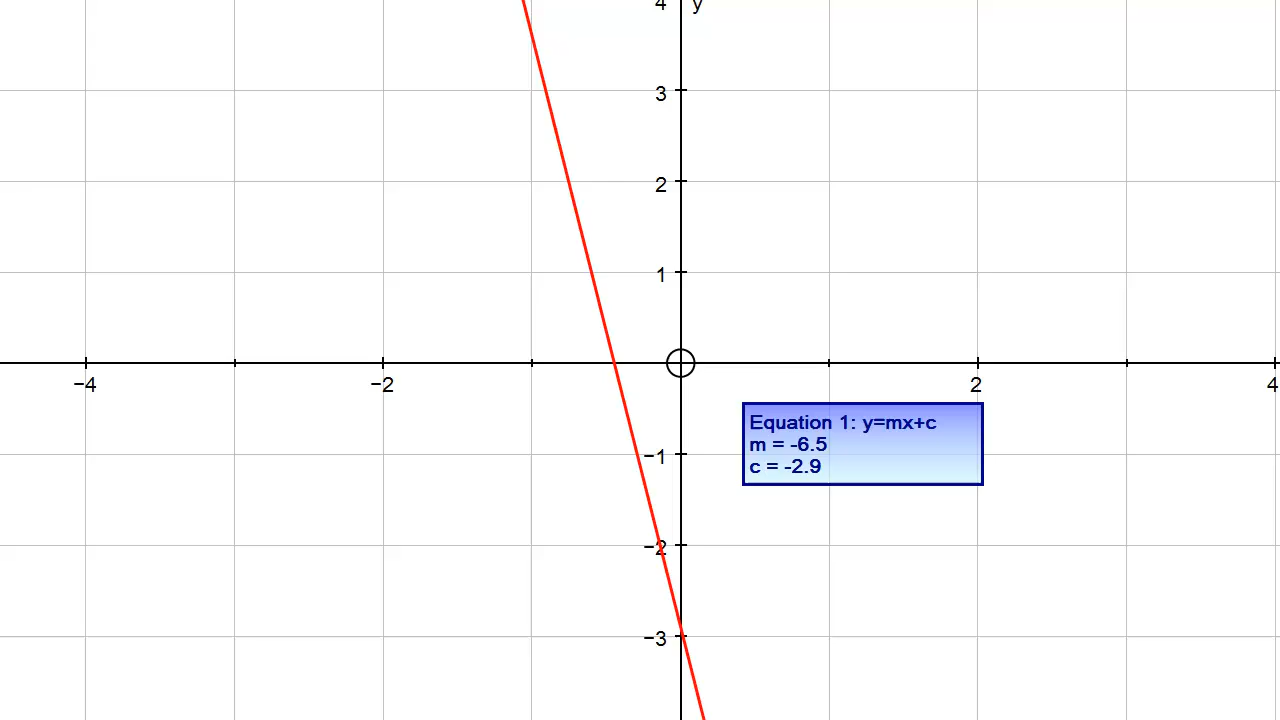 4 y
3
2
1
−4 −2 2 4
Equation 1: y=mx+c
m = -6.5
−1
c = -2.9
−2
−3